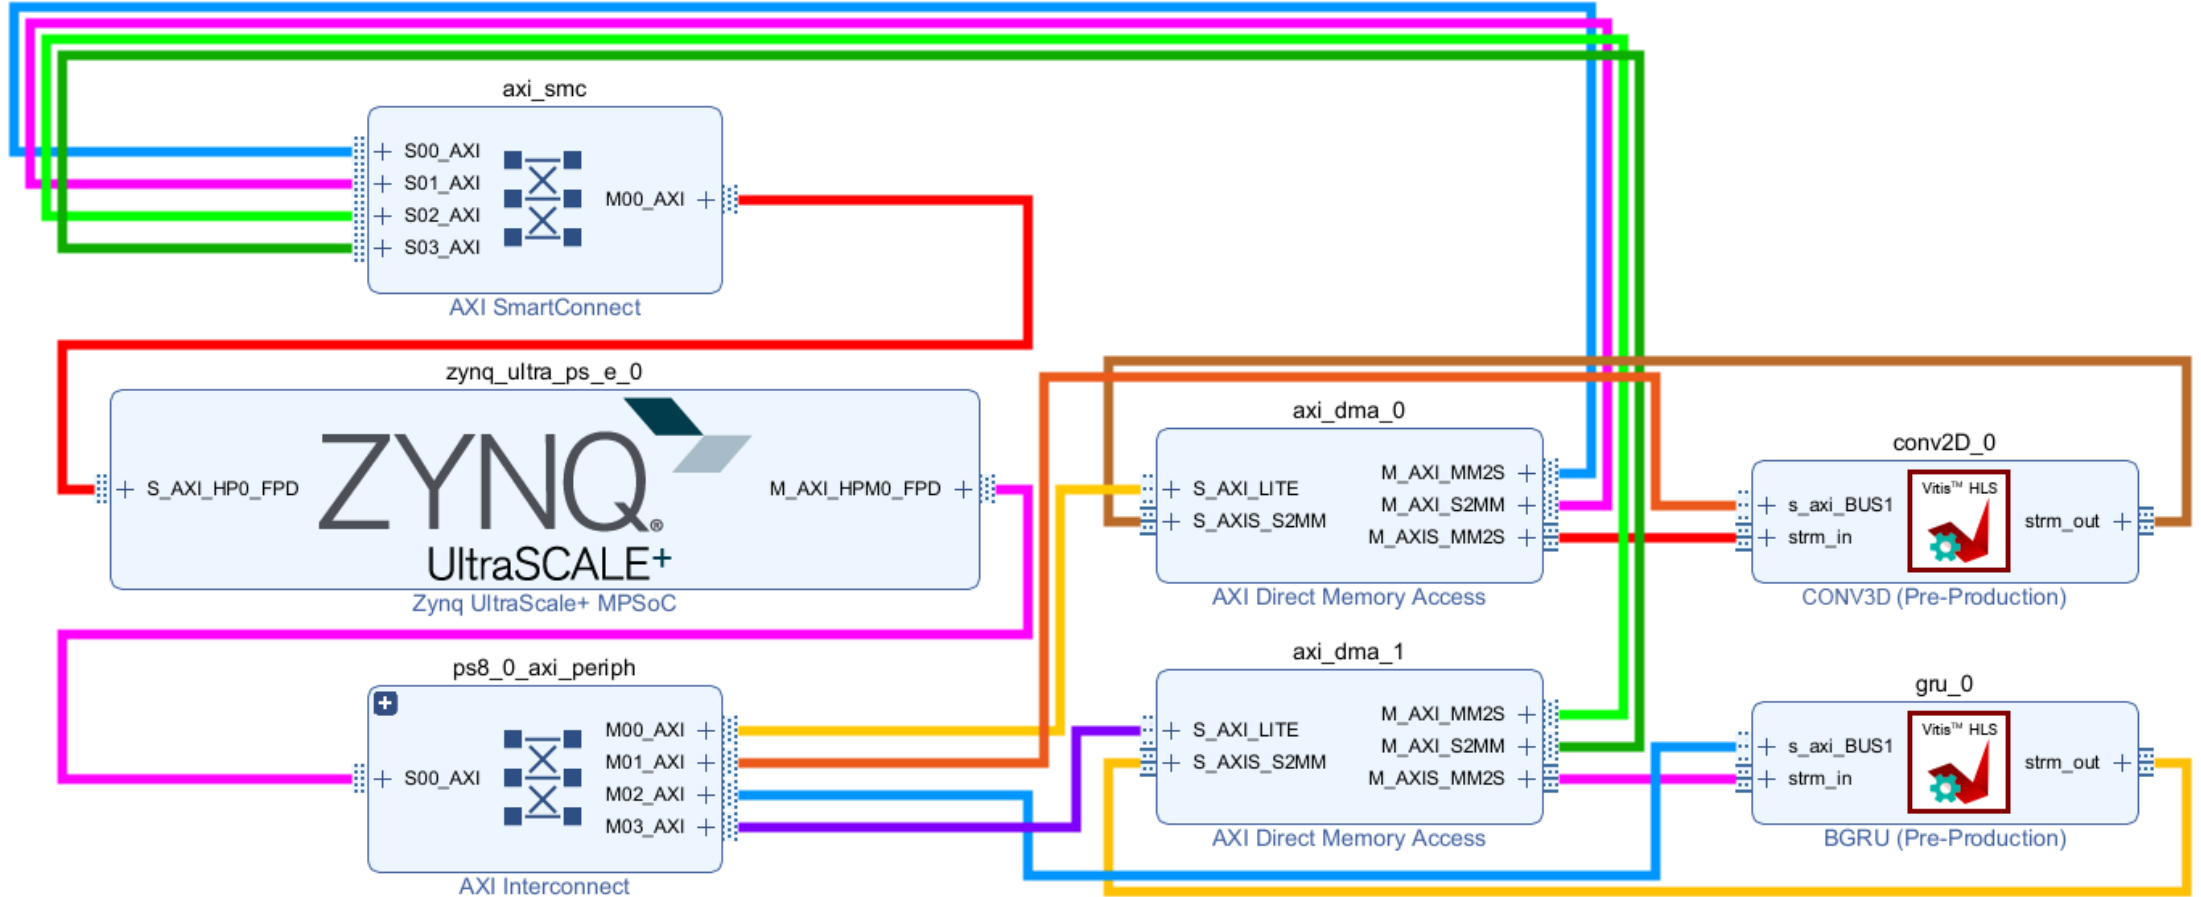 axi_smc
S00_AXI
S01_AXI
S02_AXI
S03_AXI
M00_AXI
AXI SmartConnect
zynq_ultra_ps_e_0
S_AXI_HP0_FPD
ZYNQ®
UltraSCALE+
M_AXI_HPM0_FPD
Zynq UltraScale+ MPSoC
ps8_0_axi_periph
S00_AXI
M00_AXI
M01_AXI
M02_AXI
M03_AXI
AXI Interconnect
axi_dma_0
S_AXI_LITE
S_AXIS_S2MM
M_AXI_MM2S
M_AXI_S2MM
M_AXIS_MM2S
AXI Direct Memory Access
axi_dma_1
S_AXI_LITE
S_AXIS_S2MM
M_AXI_MM2S
M_AXI_S2MM
M_AXIS_MM2S
AXI Direct Memory Access
conv2D_0
s_axi_BUS1
strm_in
Vitis™ HLS
strm_out
CONV3D (Pre-Production)
gru_0
s_axi_BUS1
strm_in
Vitis™ HLS
strm_out
BGRU (Pre-Production)